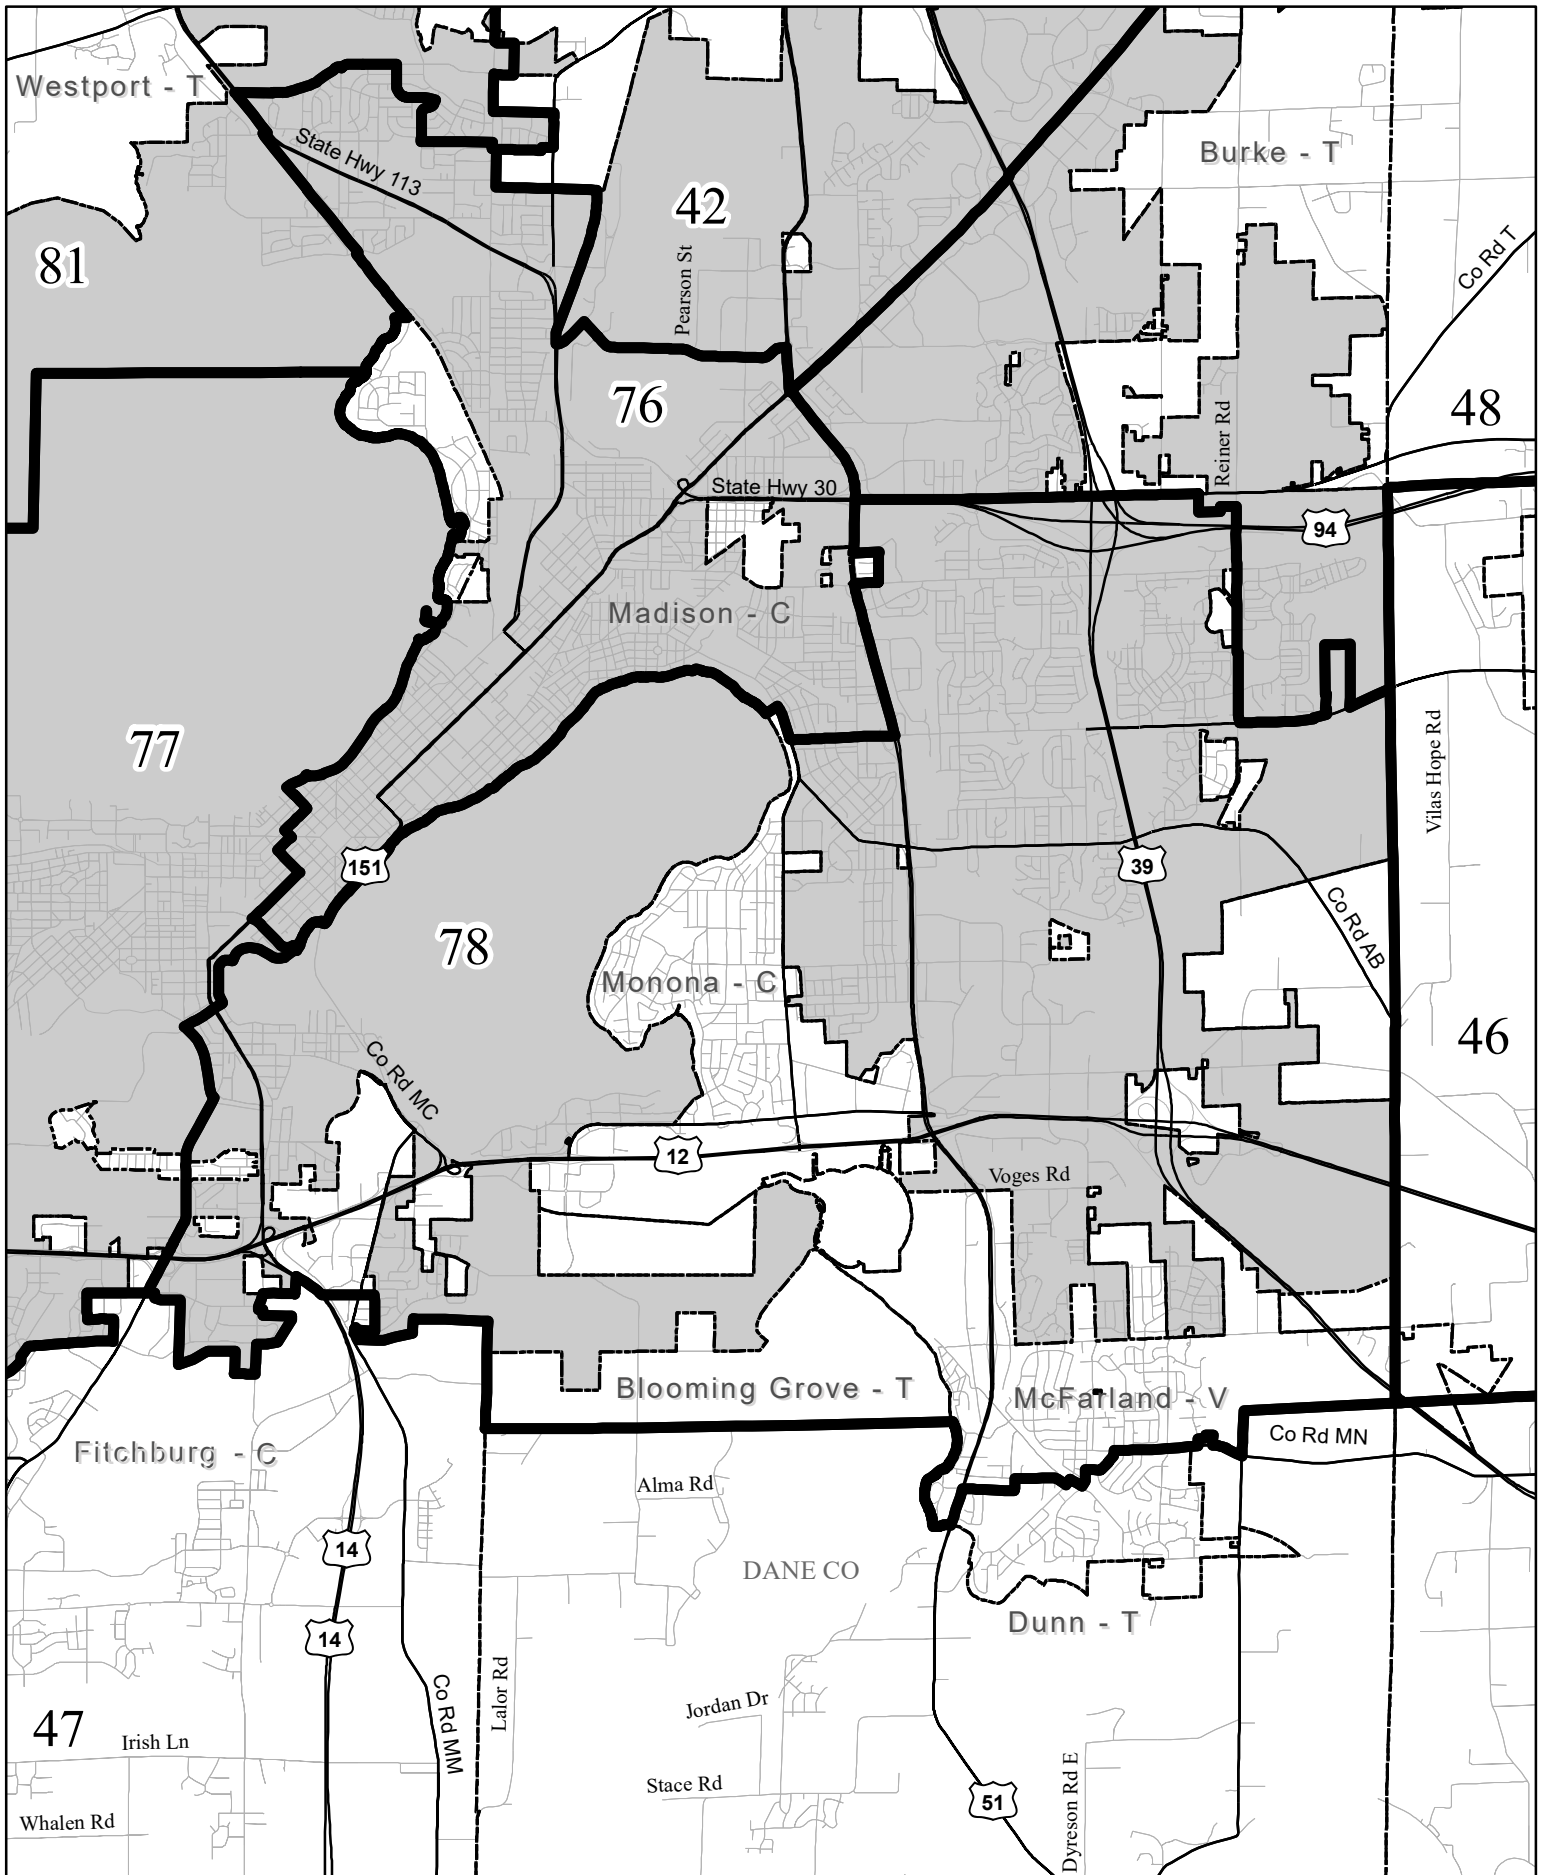 Westport - T
State Hwy 113
Burke - T
42
Pearson St
81
Co Rd T
76
48
Reiner Rd
State Hwy 30
94
Madison - C
77
Vilas Hope Rd
151
39
78
Co Rd AB
Monona - C
46
Co Rd MC
12
Voges Rd
Blooming Grove - T
McFarland - V
Fitchburg - C
Co Rd MN
Alma Rd
14
DANE CO
Dunn - T
14
Lalor Rd
Co Rd MM
Jordan Dr
47
Irish Ln
Stace Rd
51
Dyreson Rd E
Whalen Rd